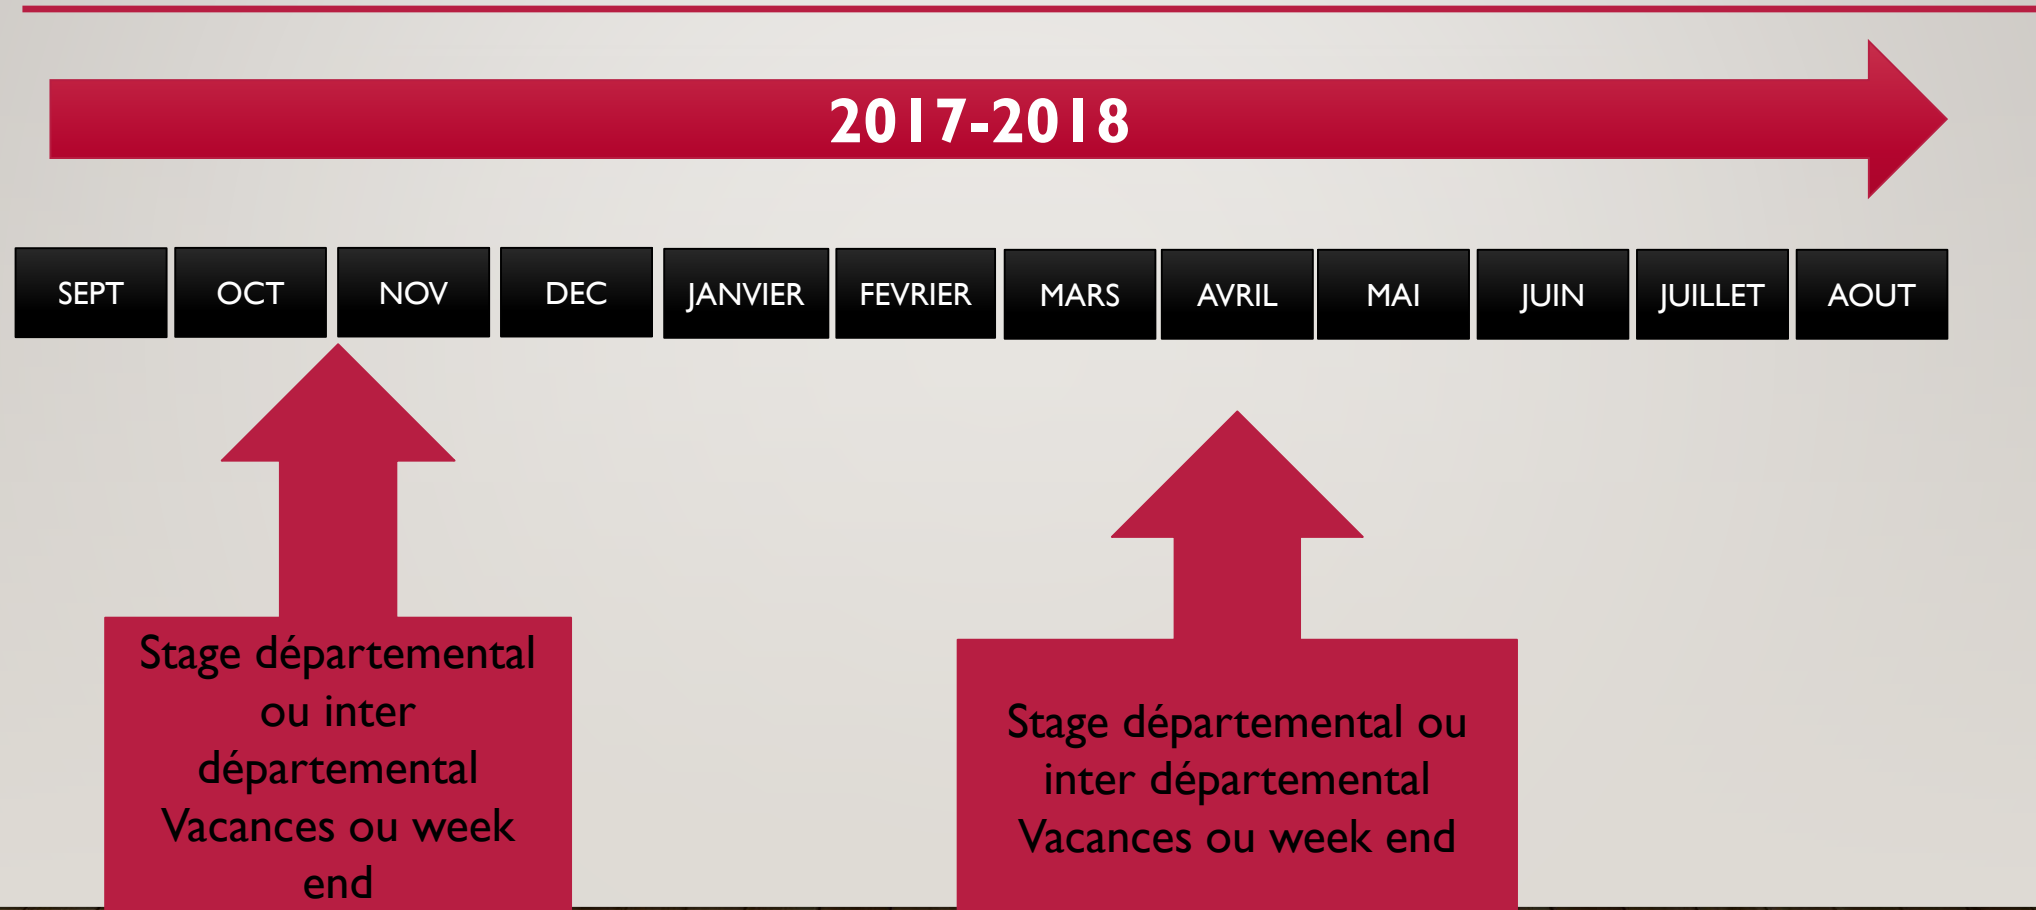 2017-2018
SEPT
OCT
NOV
DEC
JANVIER
FEVRIER
MARS
AVRIL
MAI
JUIN
JUILLET
AOUT
Stage départemental
ou inter
départemental
Vacances ou week
end
Stage départemental ou
inter départemental
Vacances ou week end